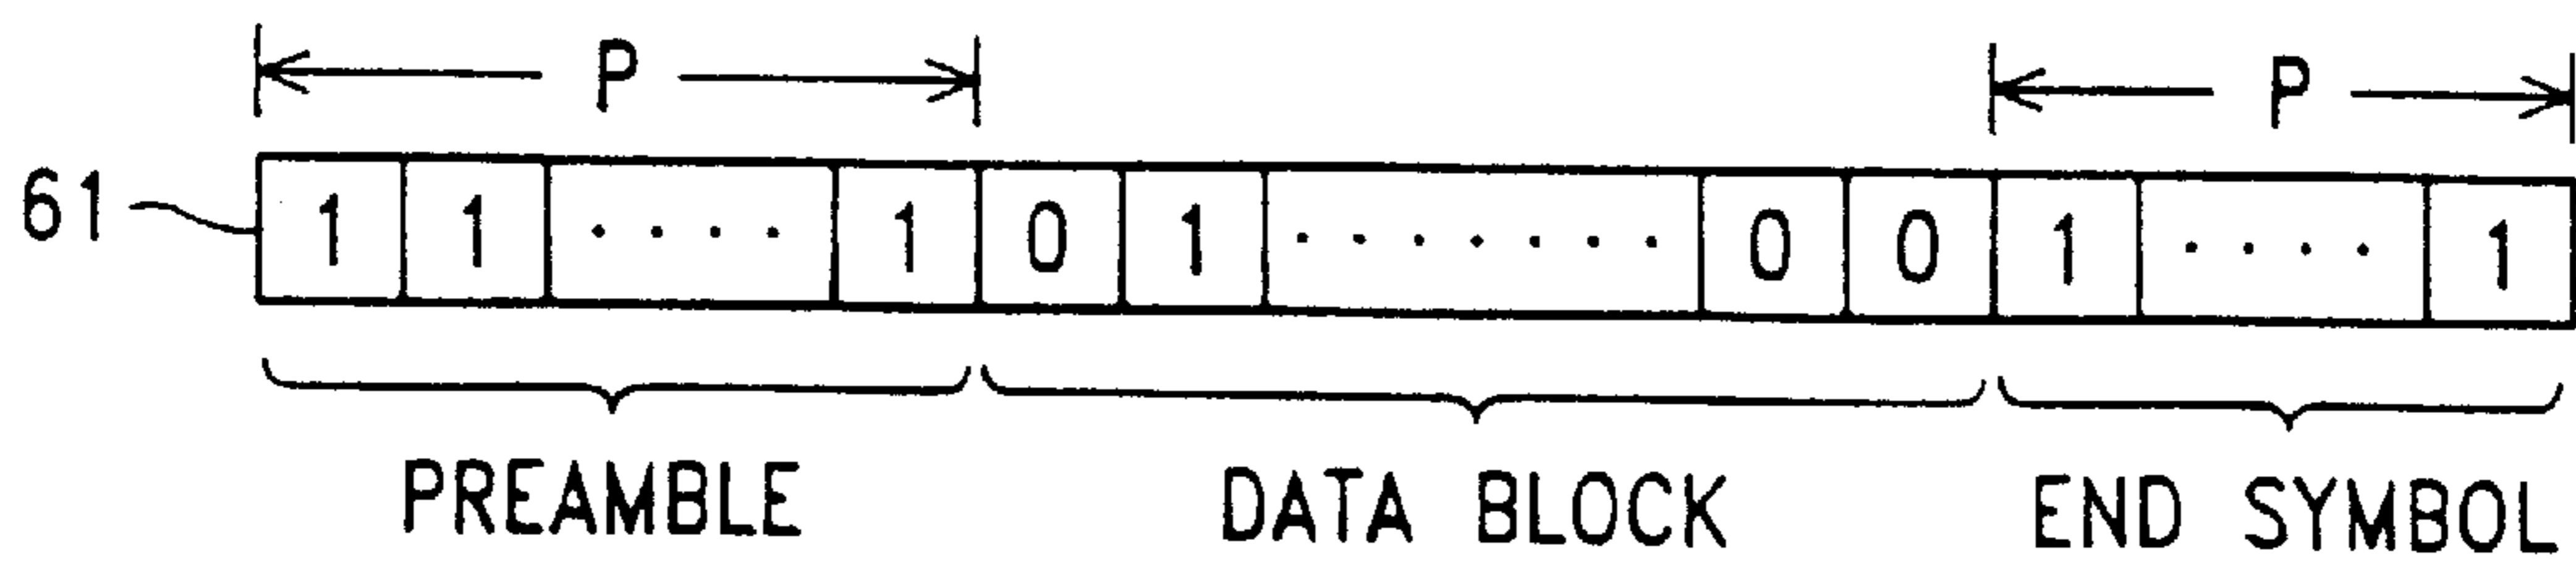 P P
61 1 1 · · · · 1 0 1 · · · · · · · 0 0 1 · · · · 1
PREAMBLE DATA BLOCK END SYMBOL